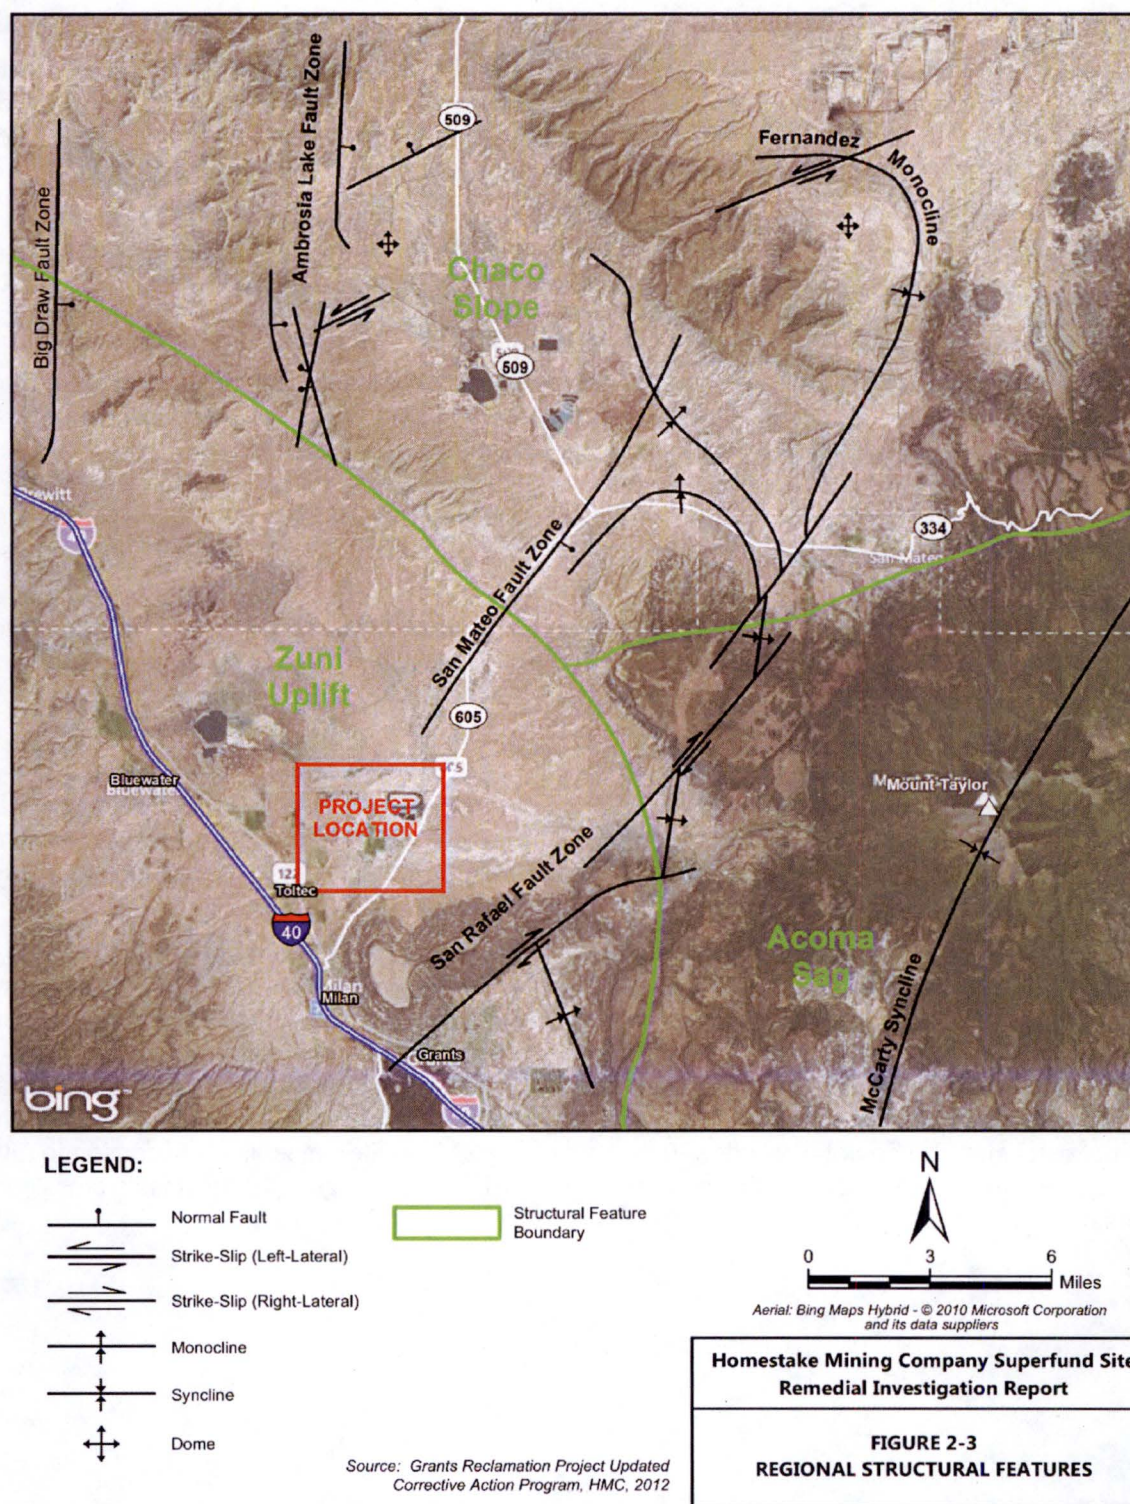 Big Draw Fault Zone
Ambrosia Lake Fault Zone
509
Fernandez
Monocline
Chaco
Slope
509
334
San Mateo
San Mateo Fault Zone
Zuni
Uplift
605
Bluewater
PROJECT
LOCATION
Mount Taylor
Toltec
40
San Rafael Fault Zone
Acoma
Sag
McCarty Syncline
Milan
Grants
bing™
LEGEND:
Normal Fault
Strike-Slip (Left-Lateral)
Strike-Slip (Right-Lateral)
Monocline
Syncline
Dome
Structural Feature
Boundary
N
0 3 6
Miles
Aerial: Bing Maps Hybrid - © 2010 Microsoft Corporation
and its data suppliers
Homestake Mining Company Superfund Site
Remedial Investigation Report
FIGURE 2-3
REGIONAL STRUCTURAL FEATURES
Source: Grants Reclamation Project Updated
Corrective Action Program, HMC, 2012